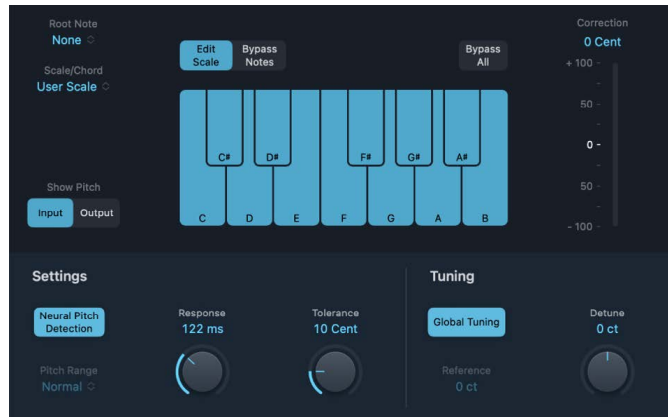 Root Note
None
Scale/Chord
User Scale
Show Pitch
Input
Output
Edit
Scale
Bypass
Notes
Bypass
All
C#
D#
F#
G#
A#
C
D
E
F
G
A
B
Correction
0 Cent
+ 100 -
50 -
0 -
50 -
- 100 -
Settings
Neural Pitch
Detection
Pitch Range
Normal
Response
122 ms
Tolerance
10 Cent
Tuning
Global Tuning
Reference
0 ct
Detune
0 ct